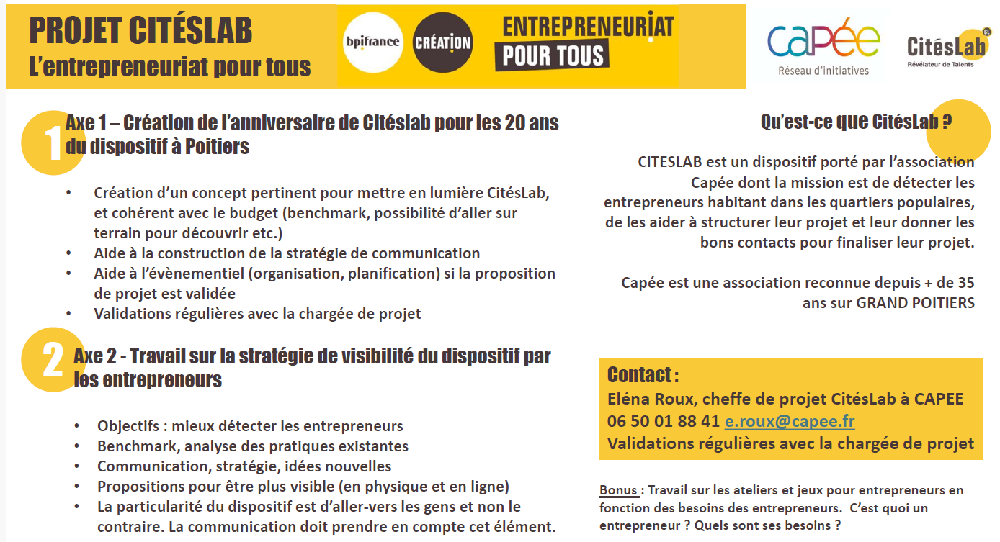 PROJET CITÉSLAB
L'entrepreneuriat pour tous
bpifrance
CRÉATION
ENTREPRENEURIAT
POUR TOUS
capée
Réseau d'initiatives
CL
CitésLab
Révélateur de Talents
1
Axe 1 – Création de l'anniversaire de Citéslab pour les 20 ans
du dispositif à Poitiers
• Création d'un concept pertinent pour mettre en lumière CitésLab,
et cohérent avec le budget (benchmark, possibilité d'aller sur
terrain pour découvrir etc.)
• Aide à la construction de la stratégie de communication
• Aide à l'évènementiel (organisation, planification) si la proposition
de projet est validée
• Validations régulières avec la chargée de projet
2
Axe 2 - Travail sur la stratégie de visibilité du dispositif par
les entrepreneurs
• Objectifs : mieux détecter les entrepreneurs
• Benchmark, analyse des pratiques existantes
• Communication, stratégie, idées nouvelles
• Propositions pour être plus visible (en physique et en ligne)
• La particularité du dispositif est d'aller-vers les gens et non le
contraire. La communication doit prendre en compte cet élément.
Qu'est-ce que CitésLab ?
CITESLAB est un dispositif porté par l'association
Capée dont la mission est de détecter les
entrepreneurs habitant dans les quartiers populaires,
de les aider à structurer leur projet et leur donner les
bons contacts pour finaliser leur projet.
Capée est une association reconnue depuis + de 35
ans sur GRAND POITIERS
Contact :
Eléna Roux, cheffe de projet CitésLab à CAPEE
06 50 01 88 41 e.roux@capee.fr
Validations régulières avec la chargée de projet
Bonus : Travail sur les ateliers et jeux pour entrepreneurs en
fonction des besoins des entrepreneurs. C'est quoi un
entrepreneur ? Quels sont ses besoins ?